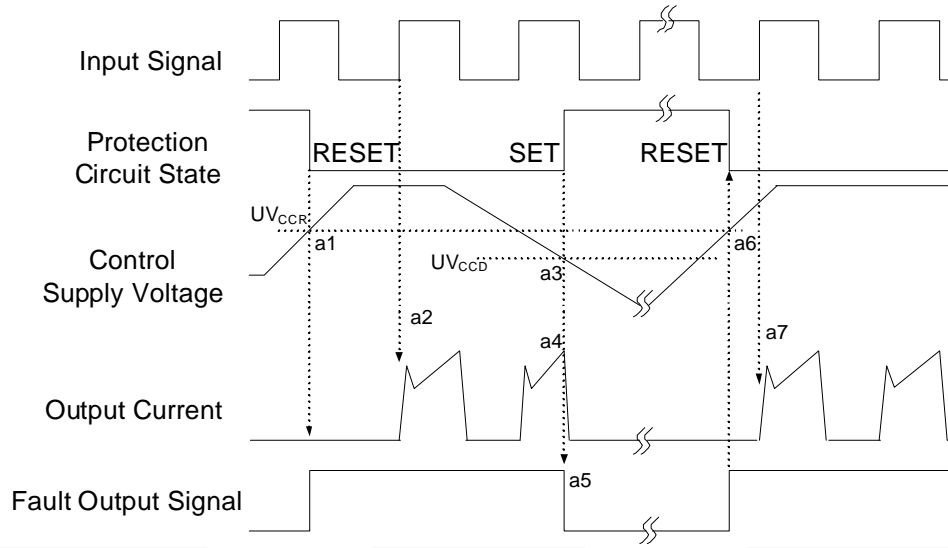 Input Signal
Protection
Circuit State
RESET
SET
RESET
UVCCR
a1
a6
Control
Supply Voltage
UVCCD
a3
a2
a4
a7
Output Current
a5
Fault Output Signal